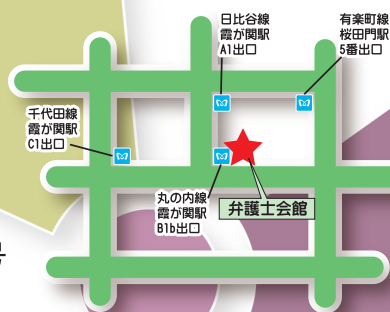 日比谷線
霞が関駅
A1出口
有楽町線
桜田門駅
5番出口
千代田線
霞が関駅
C1出口
丸の内線
霞が関駅
B1b出口
弁護士会館
号